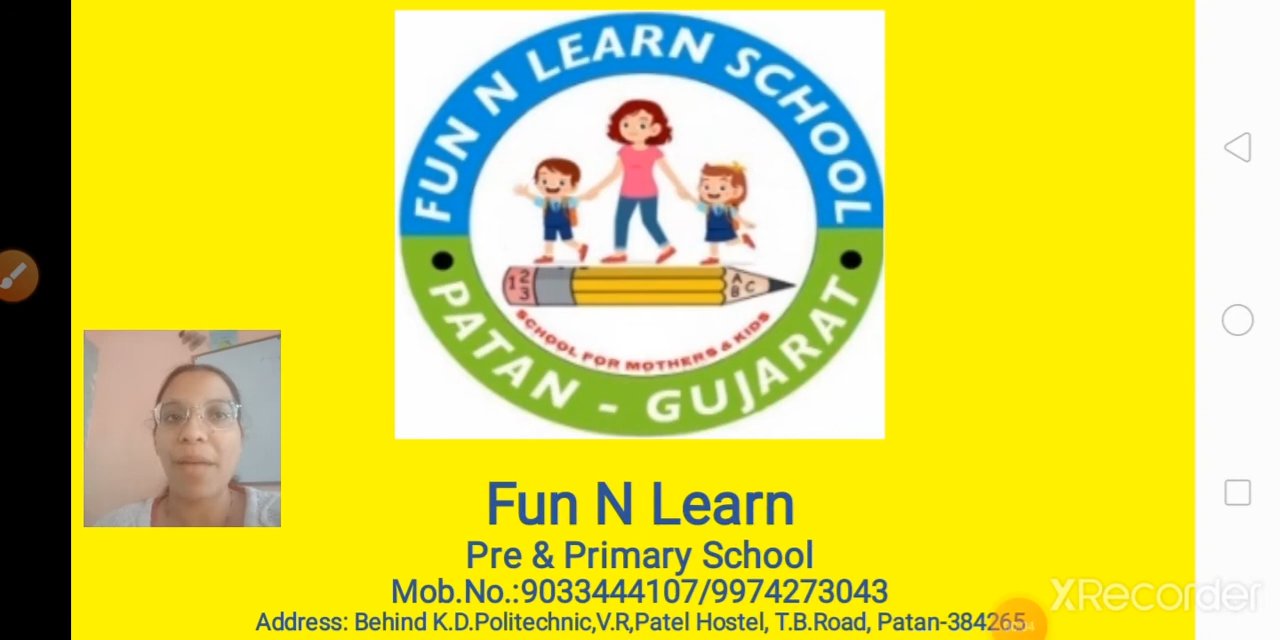 FUN N LEARN SCHOOL
123
ABC
SCHOOL FOR MOTHERS & KIDS
PATAN - GUJARAT
Fun N Learn
Pre & Primary School
Mob.No.:9033444107/9974273043
Address: Behind K.D.Politechnic,V.R,Patel Hostel, T.B.Road, Patan-384265
XRecorder